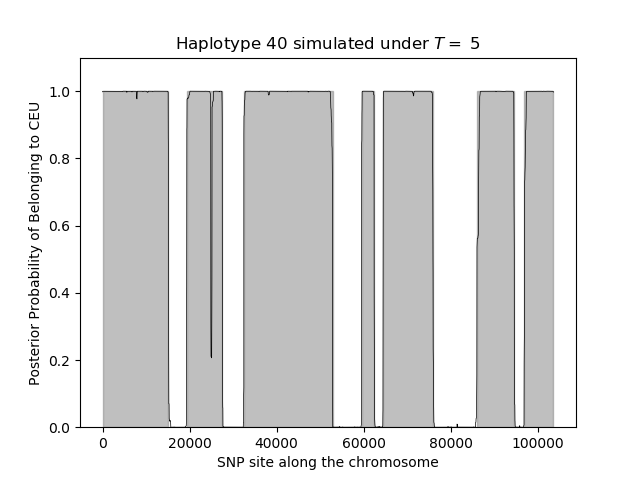 Haplotype 40 simulated under T = 5
Posterior Probability of Belonging to CEU
1.0
0.8
0.6
0.4
0.2
0.0
0 20000 40000 60000 80000 100000
SNP site along the chromosome